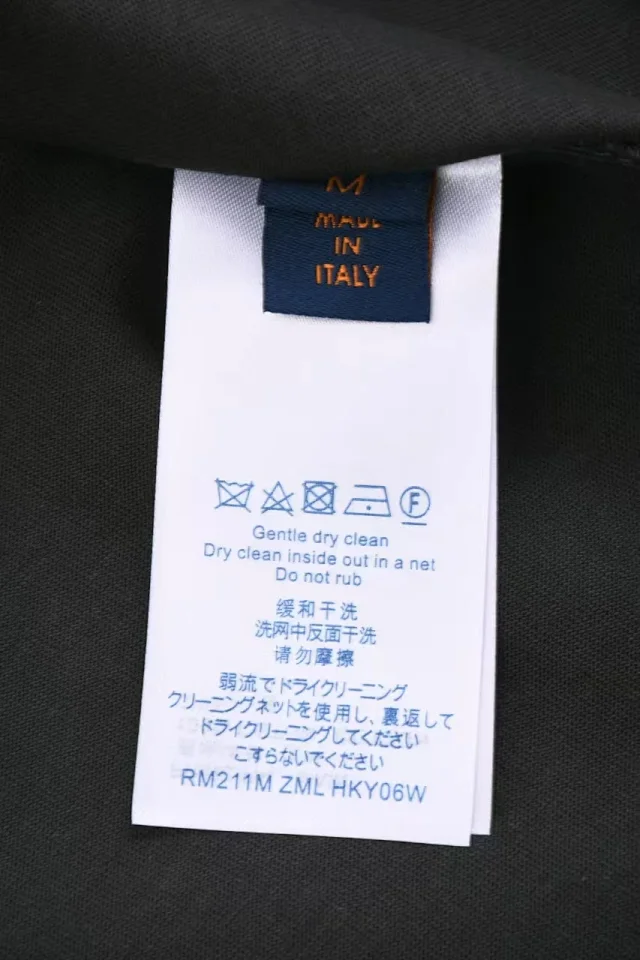 M
MADE
IN
ITALY
F
Gentle dry clean
Dry clean inside out in a net
Do not rub
缓和干洗
洗网中反面干洗
请勿摩擦
弱流でドライクリーニング
クリーニングネットを使用し、裏返して
ドライクリーニングしてください
こすらないでください
RM211M ZML HKY06W